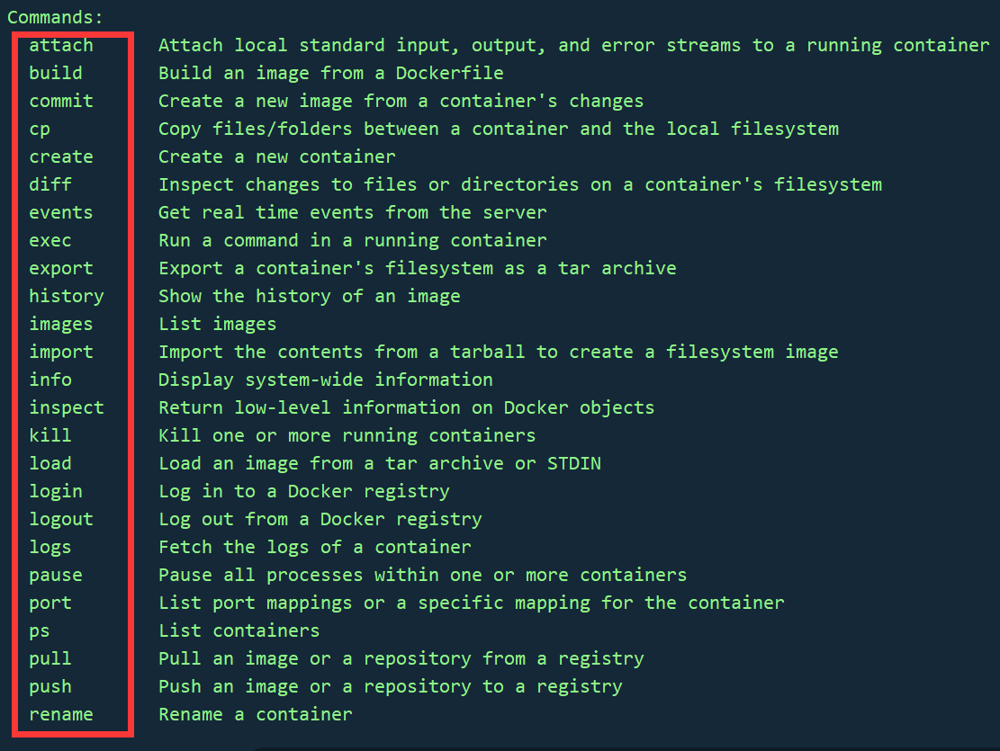 Commands:
attach Attach local standard input, output, and error streams to a running container
build Build an image from a Dockerfile
commit Create a new image from a container's changes
cp Copy files/folders between a container and the local filesystem
create Create a new container
diff Inspect changes to files or directories on a container's filesystem
events Get real time events from the server
exec Run a command in a running container
export Export a container's filesystem as a tar archive
history Show the history of an image
images List images
import Import the contents from a tarball to create a filesystem image
info Display system-wide information
inspect Return low-level information on Docker objects
kill Kill one or more running containers
load Load an image from a tar archive or STDIN
login Log in to a Docker registry
logout Log out from a Docker registry
logs Fetch the logs of a container
pause Pause all processes within one or more containers
port List port mappings or a specific mapping for the container
ps List containers
pull Pull an image or a repository from a registry
push Push an image or a repository to a registry
rename Rename a container